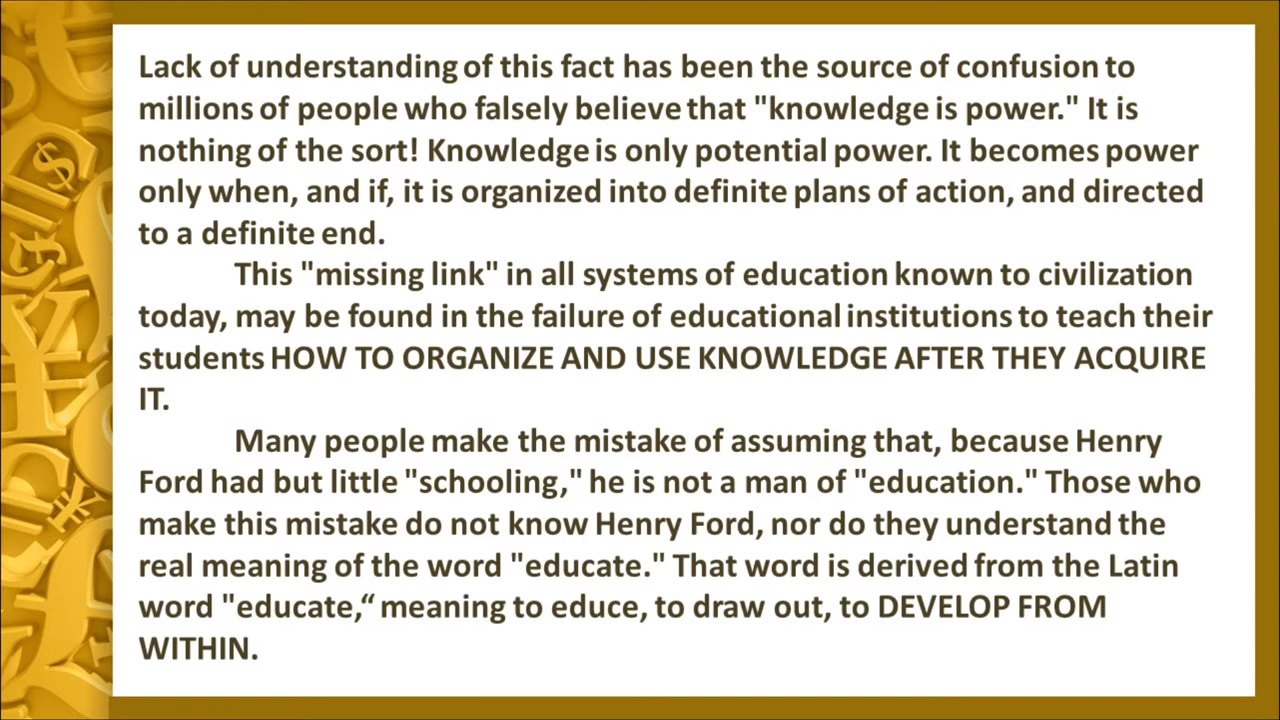 Lack of understanding of this fact has been the source of confusion to
millions of people who falsely believe that "knowledge is power." It is
nothing of the sort! Knowledge is only potential power. It becomes power
only when, and if, it is organized into definite plans of action, and directed
to a definite end.
This "missing link" in all systems of education known to civilization
today, may be found in the failure of educational institutions to teach their
students HOW TO ORGANIZE AND USE KNOWLEDGE AFTER THEY ACQUIRE
IT.
Many people make the mistake of assuming that, because Henry
Ford had but little "schooling," he is not a man of "education." Those who
make this mistake do not know Henry Ford, nor do they understand the
real meaning of the word "educate." That word is derived from the Latin
word "educate,“ meaning to educe, to draw out, to DEVELOP FROM
WITHIN.